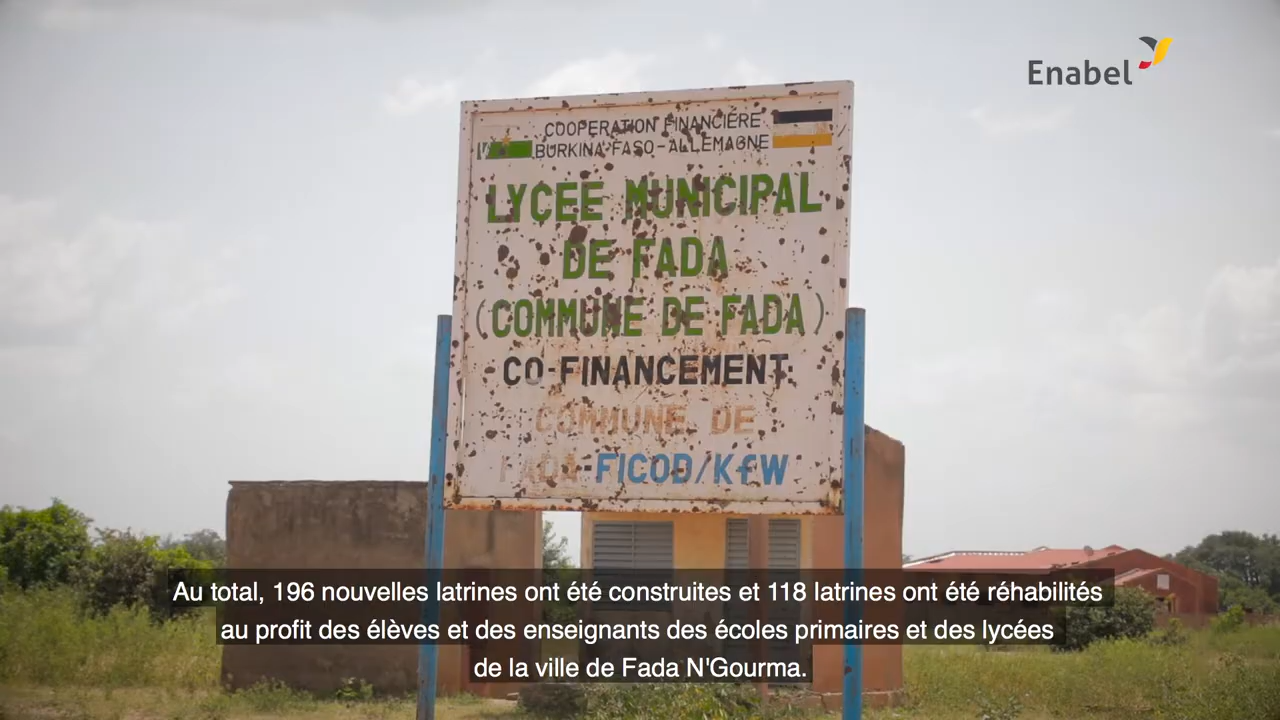 Enabel
COOPERATION FINANCIÈRE
BURKINA FASO-ALLEMAGNE
LYCEE MUNICIPAL
DE FADA
(COMMUNE DE FADA)
CO-FINANCEMENT:
COMMUNE DE
FADA-FICOD/KfW
Au total, 196 nouvelles latrines ont été construites et 118 latrines ont été réhabilités
au profit des élèves et des enseignants des écoles primaires et des lycées
de la ville de Fada N'Gourma.